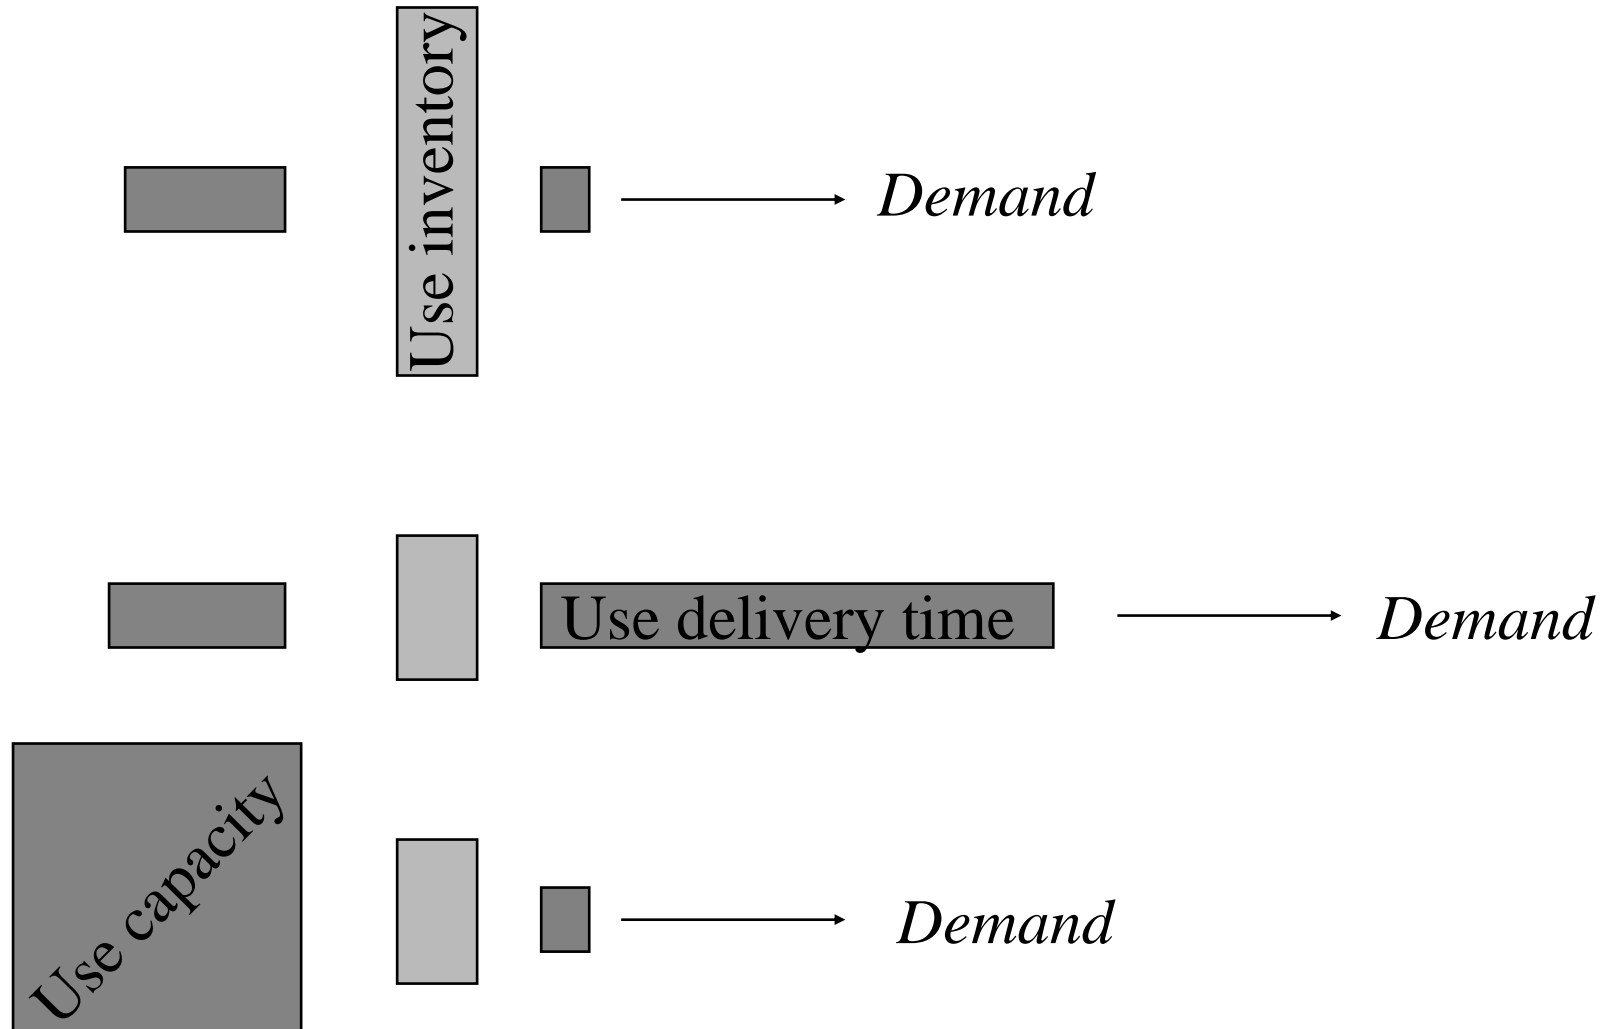 Use inventory
Demand
Use delivery time
Demand
Use capacity
Demand